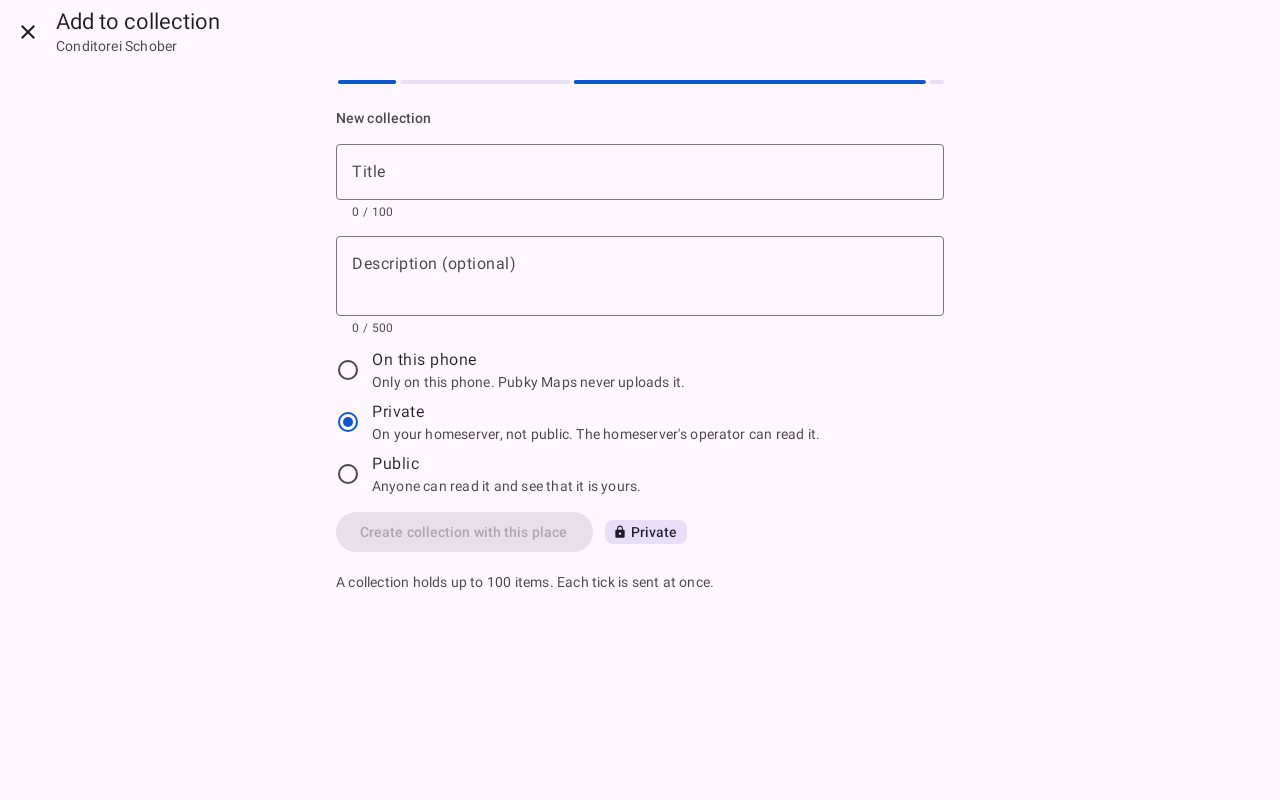 Add to collection
Conditorei Schober
New collection
Title
0 / 100
Description (optional)
0 / 500
On this phone
Only on this phone. Pubky Maps never uploads it.
Private
On your homeserver, not public. The homeserver's operator can read it.
Public
Anyone can read it and see that it is yours.
Create collection with this place
Private
A collection holds up to 100 items. Each tick is sent at once.